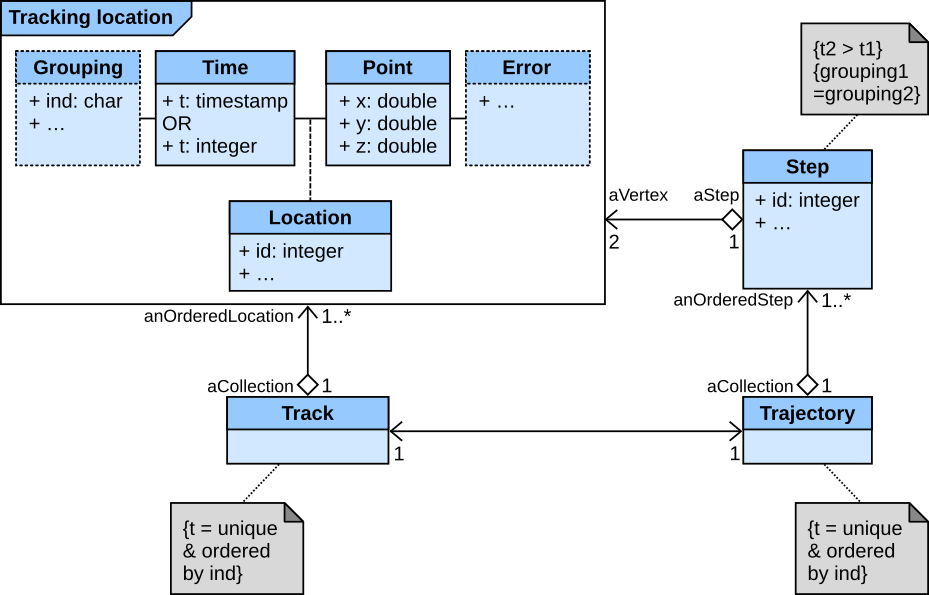 Tracking location
Grouping
+ ind: char
+ …
Time
+ t: timestamp
OR
+ t: integer
Point
+ x: double
+ y: double
+ z: double
Error
+ …
Location
+ id: integer
+ …
{t2 > t1}
{grouping1
=grouping2}
Step
+ id: integer
+ …
aVertex
aStep
2
1
anOrderedLocation
1..*
anOrderedStep
1..*
aCollection
1
aCollection
1
Track
Trajectory
1
1
{t = unique
& ordered
by ind}
{t = unique
& ordered
by ind}